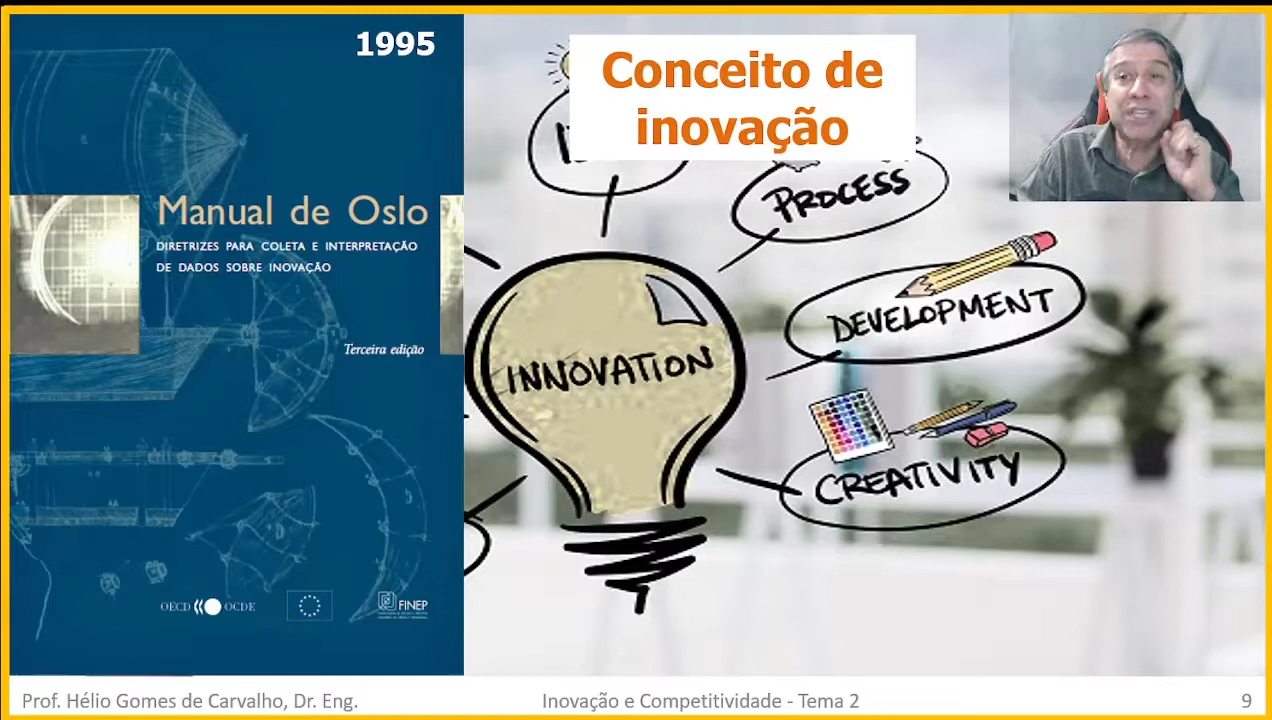 1995
Manual de Oslo
DIRETRIZES PARA COLETA E INTERPRETAÇÃO
DE DADOS SOBRE INOVAÇÃO
Terceira edição
OECD OCDE
FINEP
Conceito de
inovação
PROCESS
DEVELOPMENT
INNOVATION
CREATIVITY
Prof. Hélio Gomes de Carvalho, Dr. Eng.
Inovação e Competitividade - Tema 2
9